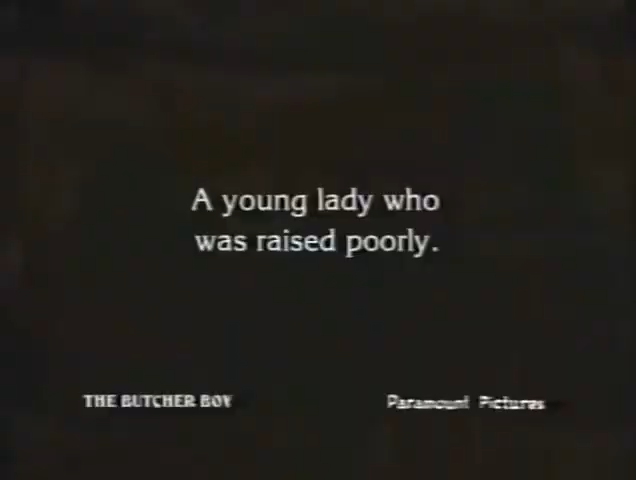 A young lady who
was raised poorly.
THE BUTCHER BOY
Paramount Pictures